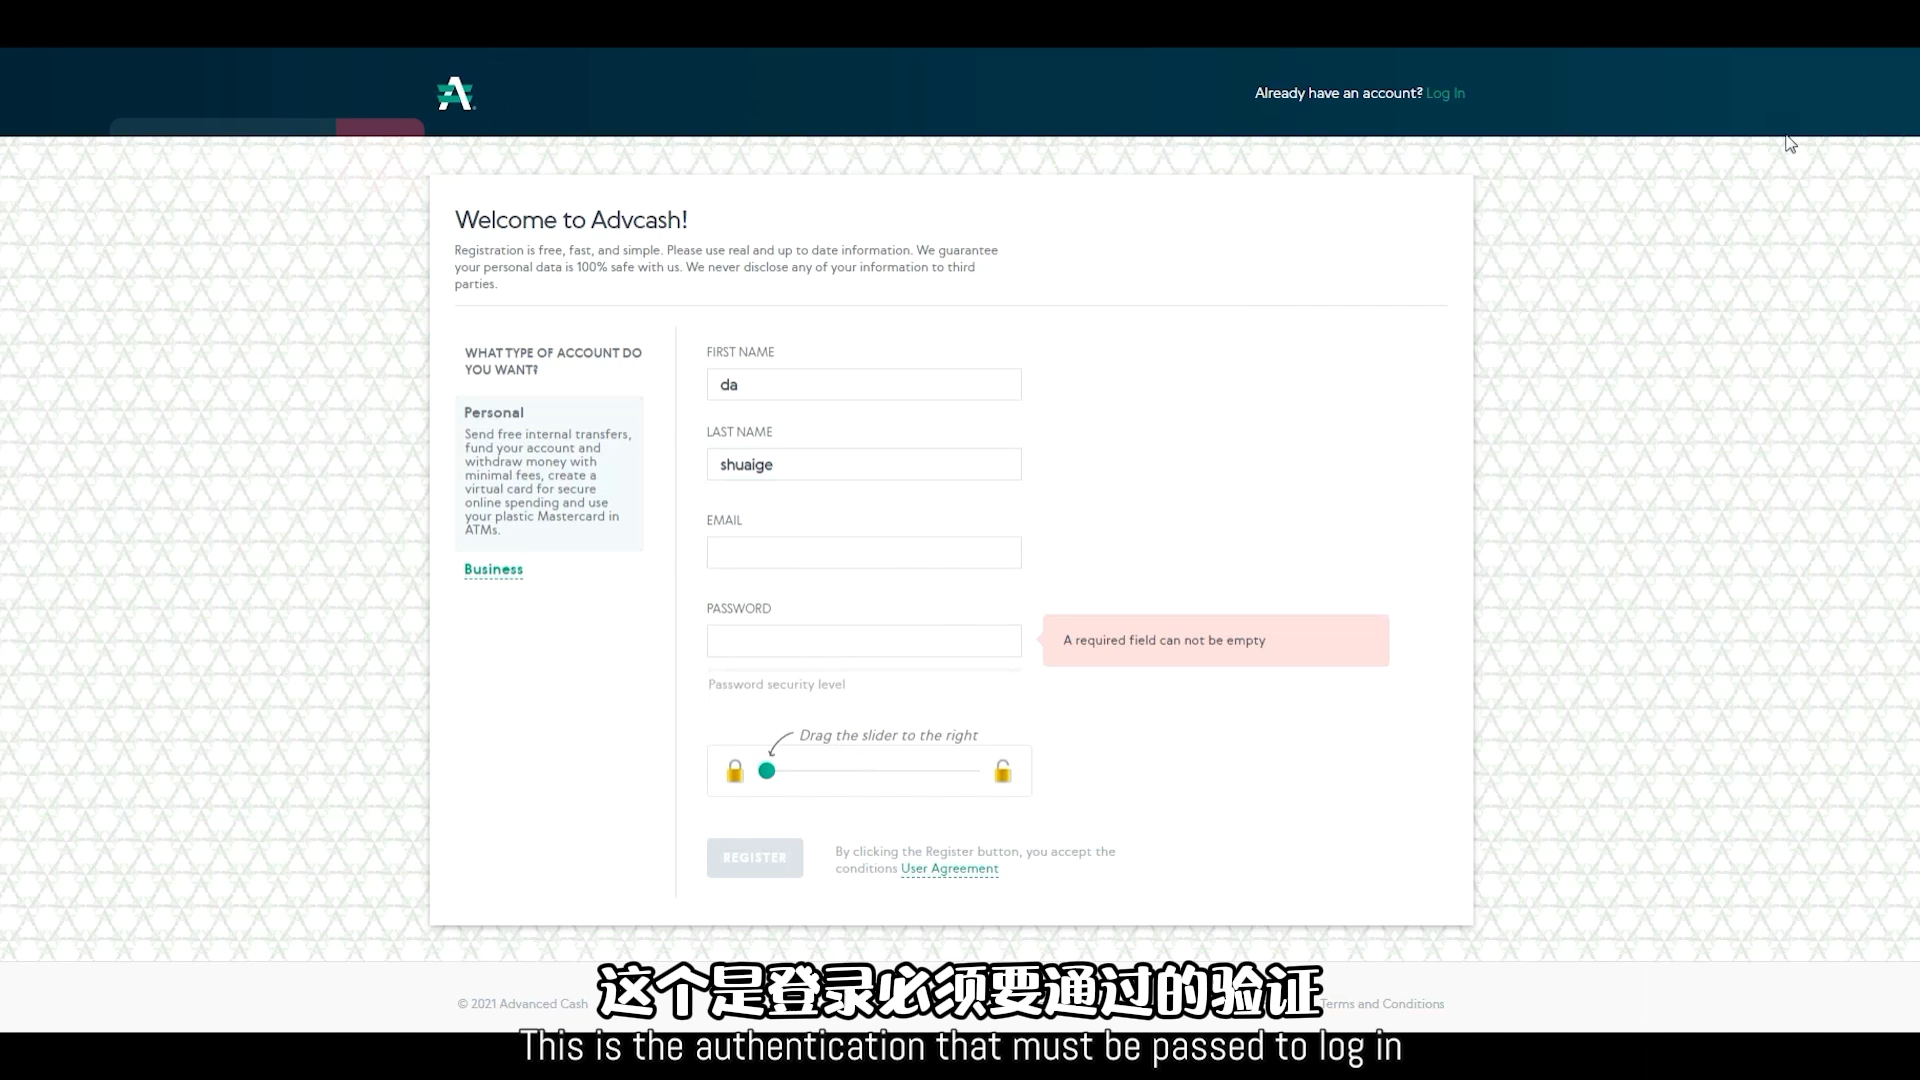 Already have an account? Log In
Welcome to Advcash!
Registration is free, fast, and simple. Please use real and up to date information. We guarantee
your personal data is 100% safe with us. We never disclose any of your information to third
parties.
WHAT TYPE OF ACCOUNT DO
YOU WANT?
Personal
Send free internal transfers,
fund your account and
withdraw money with
minimal fees, create a
virtual card for secure
online spending and use
your plastic Mastercard in
ATMs.
Business
FIRST NAME
da
LAST NAME
shuaige
EMAIL
PASSWORD
A required field can not be empty
Password security level
Drag the slider to the right
REGISTER
By clicking the Register button, you accept the
conditions User Agreement
© 2021 Advanced Cash
Terms and Conditions
这个是登录必须要通过的验证
This is the authentication that must be passed to log in